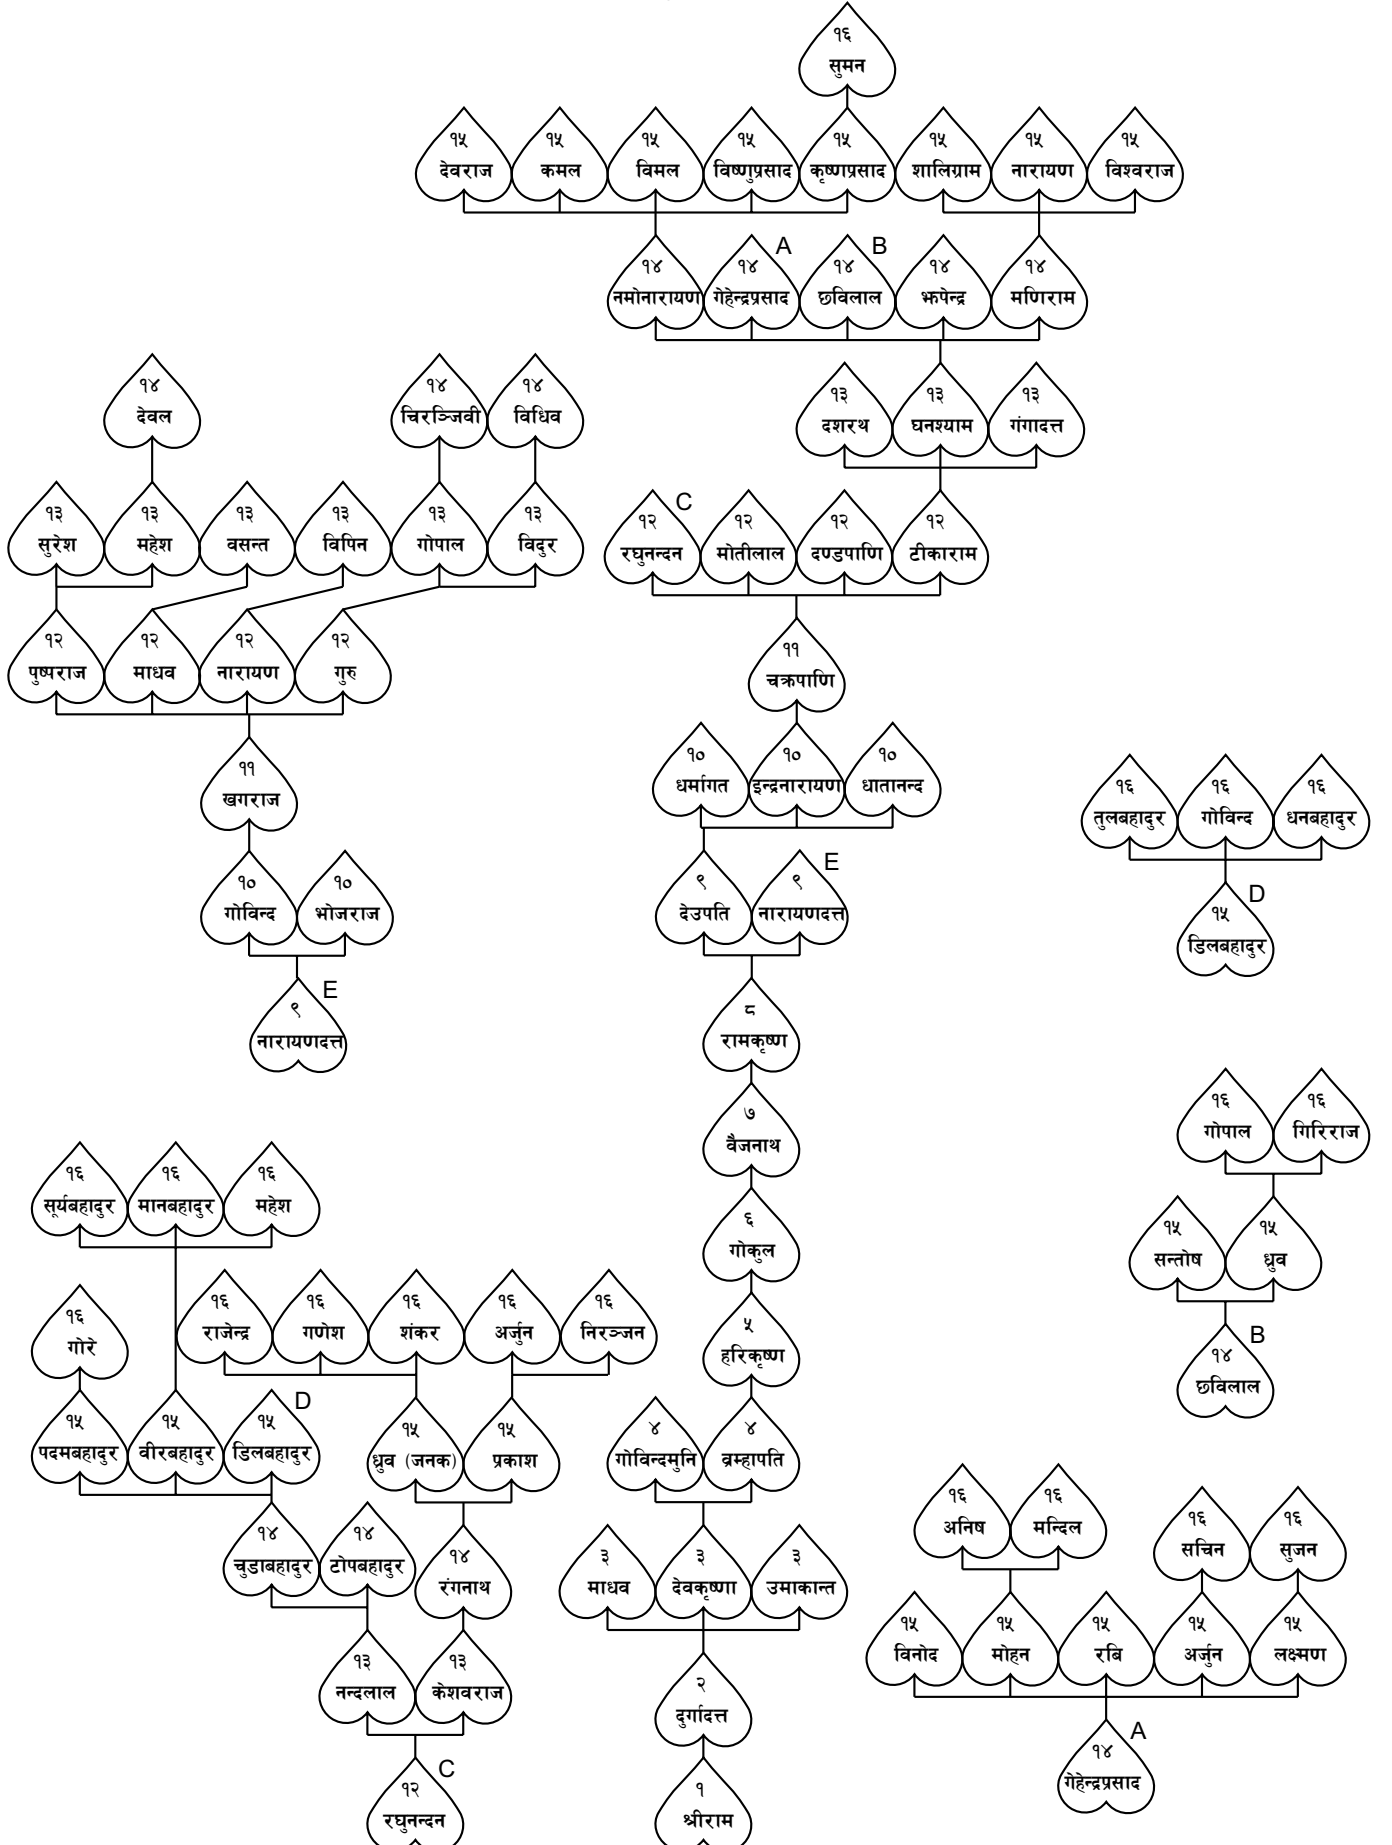 १६
सुमन
१५ १५ १५ १५ १५ १५ १५ १५
देवराज कमल विमल विष्णुप्रसाद कृष्णप्रसाद शालिग्राम नारायण विश्वराज
A B
१४ १४ १४ १४ १४
नमोनारायण गेहेन्द्रप्रसाद छविलाल झपेन्द्र मणिराम
१४ १४ १४
देवल चिरञ्जिवी विधिव
१३ १३ १३
दशरथ घनश्याम गंगादत्त
१३ १३ १३ १३ १३ १३
सुरेश महेश वसन्त विपिन गोपाल विदुर
C
१२ १२ १२ १२
रघुनन्दन मोतीलाल दण्डपाणि टीकाराम
१२ १२ १२ १२
पुष्पराज माधव नारायण गुरु
११
चक्रपाणि
११
खगराज
१० १० १०
धर्मागत इन्द्रनारायण धातानन्द
१६ १६ १६
तुलबहादुर गोविन्द धनबहादुर
१० १०
गोविन्द भोजराज
E
९ ९
देउपति नारायणदत्त
D
१५
डिलबहादुर
E
९
नारायणदत्त
८
रामकृष्ण
७
वैजनाथ
१६ १६
गोपाल गिरिराज
१६ १६ १६
सूर्यबहादुर मानबहादुर महेश
६
गोकुल
१५ १५
सन्तोष ध्रुव
१६
गोरे
१६ १६ १६ १६ १६
राजेन्द्र गणेश शंकर अर्जुन निरञ्जन
५
हरिकृष्ण
B
१४
छविलाल
D
१५ १५ १५
पदमबहादुर वीरबहादुर डिलबहादुर
१५ १५
ध्रुव (जनक) प्रकाश
४ ४
गोविन्दमुनि ब्रम्हापति
१६ १६
अनिष मन्दिल
१६ १६
सचिन सुजन
१४ १४
चुडाबहादुर टोपबहादुर
१४
रंगनाथ
३ ३ ३
माधव देवकृष्णा उमाकान्त
१५ १५ १५ १५ १५
विनोद मोहन रबि अर्जुन लक्ष्मण
१३ १३
नन्दलाल केशवराज
२
दुर्गादत्त
A
१४
गेहेन्द्रप्रसाद
C
१२
रघुनन्दन
१
श्रीराम